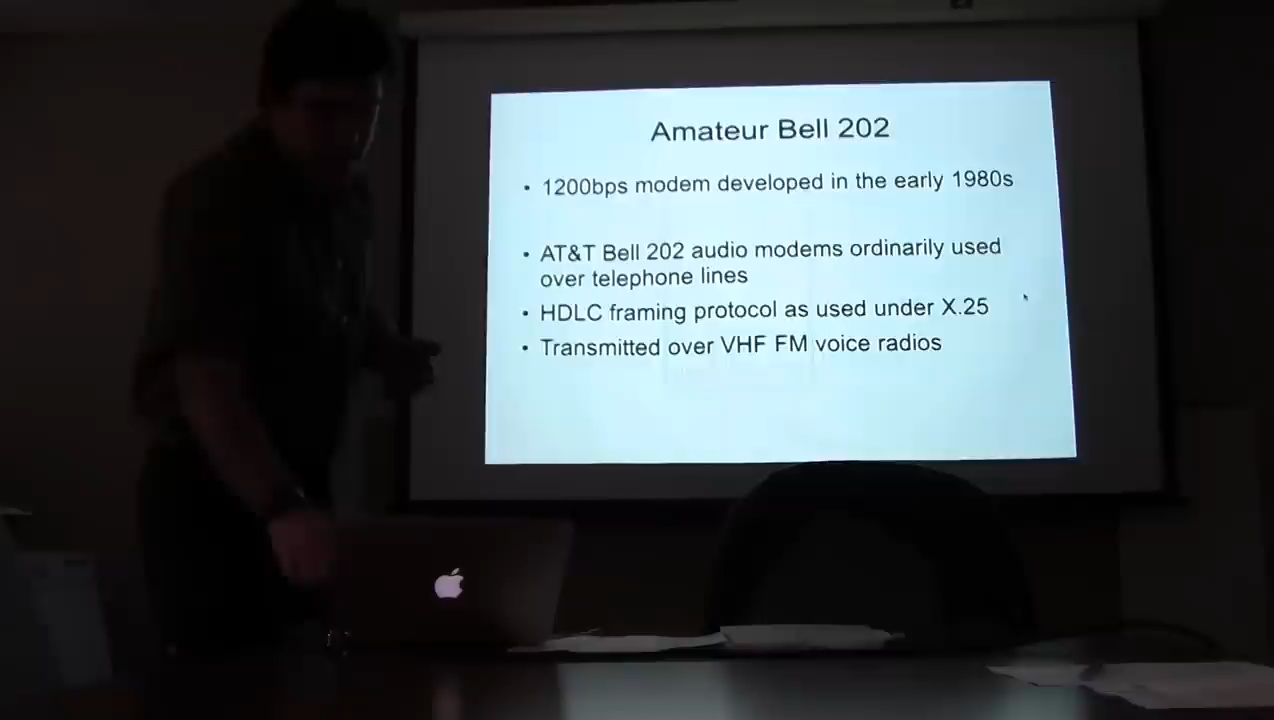 Amateur Bell 202
• 1200bps modem developed in the early 1980s
• AT&T Bell 202 audio modems ordinarily used
over telephone lines
• HDLC framing protocol as used under X.25
• Transmitted over VHF FM voice radios